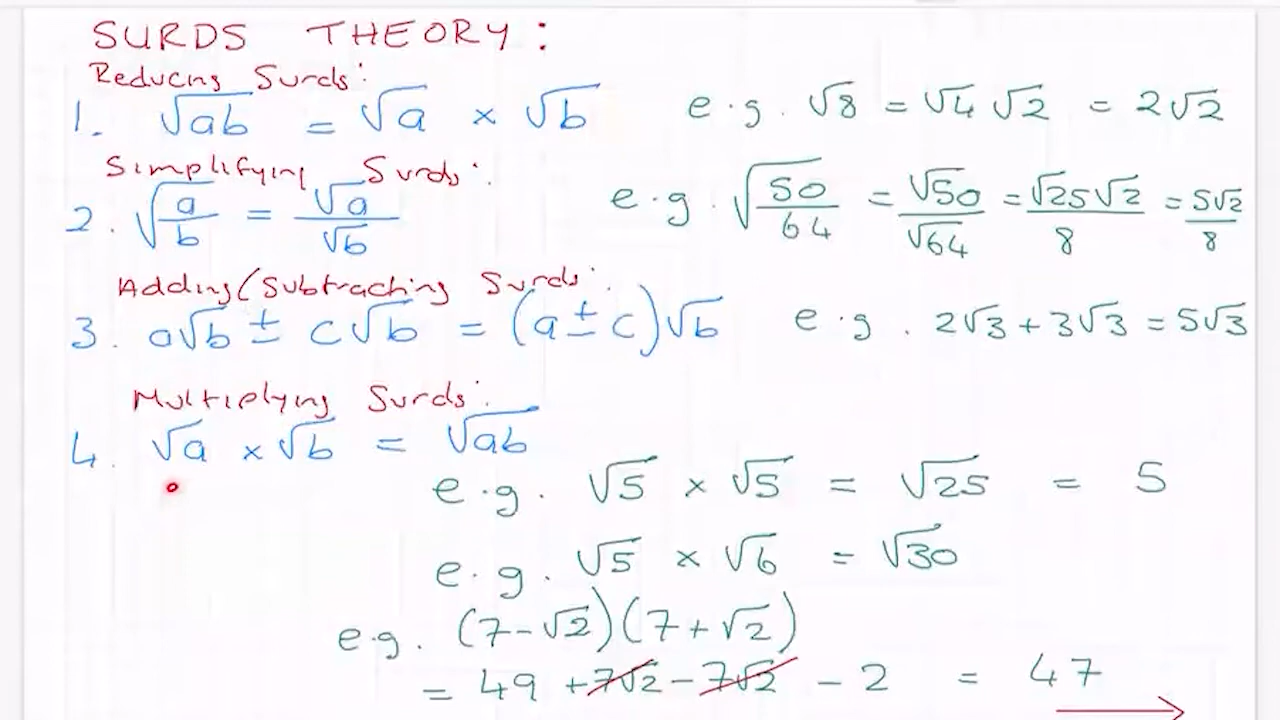 SURDS THEORY:
Reducing Surds:
1. √ab = √a × √b e.g. √8 = √4 √2 = 2√2
Simplifying Surds:
2. √(a/b) = √a/√b e.g. √(50/64) = √50/√64 = √25√2/8 = 5√2/8
Adding/Subtracting Surds:
3. a√b ± c√b = (a ± c)√b e.g. 2√3 + 3√3 = 5√3
Multiplying Surds:
4. √a × √b = √ab
e.g. √5 × √5 = √25 = 5
e.g. √5 × √6 = √30
e.g. (7-√2)(7+√2)
= 49 +7√2 - 7√2 - 2 = 47